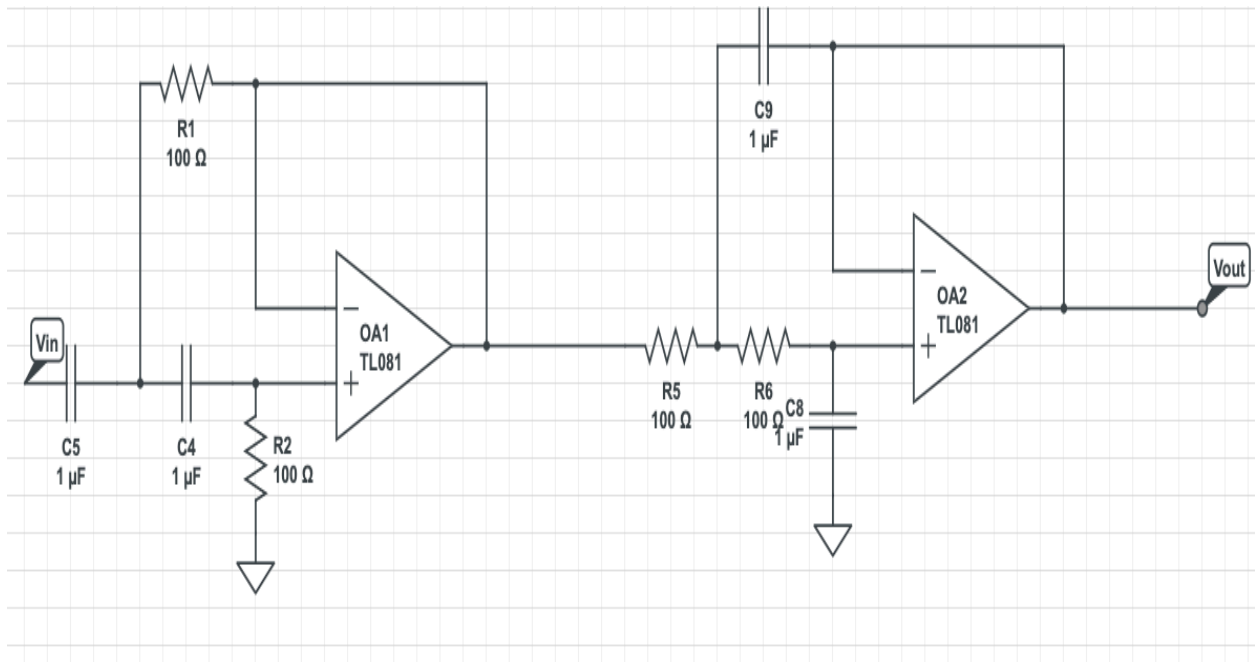 R1
100 Ω
C9
1 µF
Vin
C5
1 µF
C4
1 µF
R2
100 Ω
−
+
OA1
TL081
R5
100 Ω
R6
100 Ω
C8
1 µF
−
+
OA2
TL081
Vout